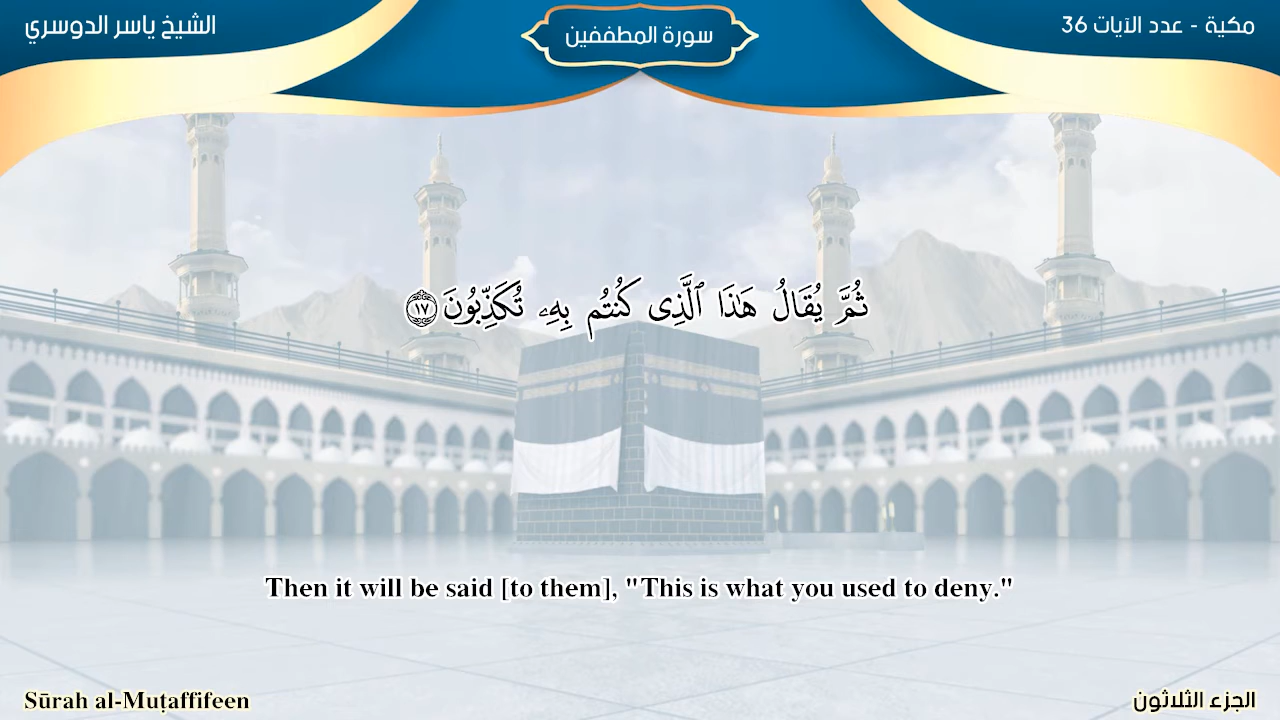 الشيخ ياسر الدوسري
سورة المطففين
مكية - عدد الآيات 36
ثُمَّ يُقَالُ هَٰذَا ٱلَّذِى كُنتُم بِهِۦ تُكَذِّبُونَ ١٧
Then it will be said [to them], "This is what you used to deny."
Sūrah al-Muṭaffifeen
الجزء الثلاثون